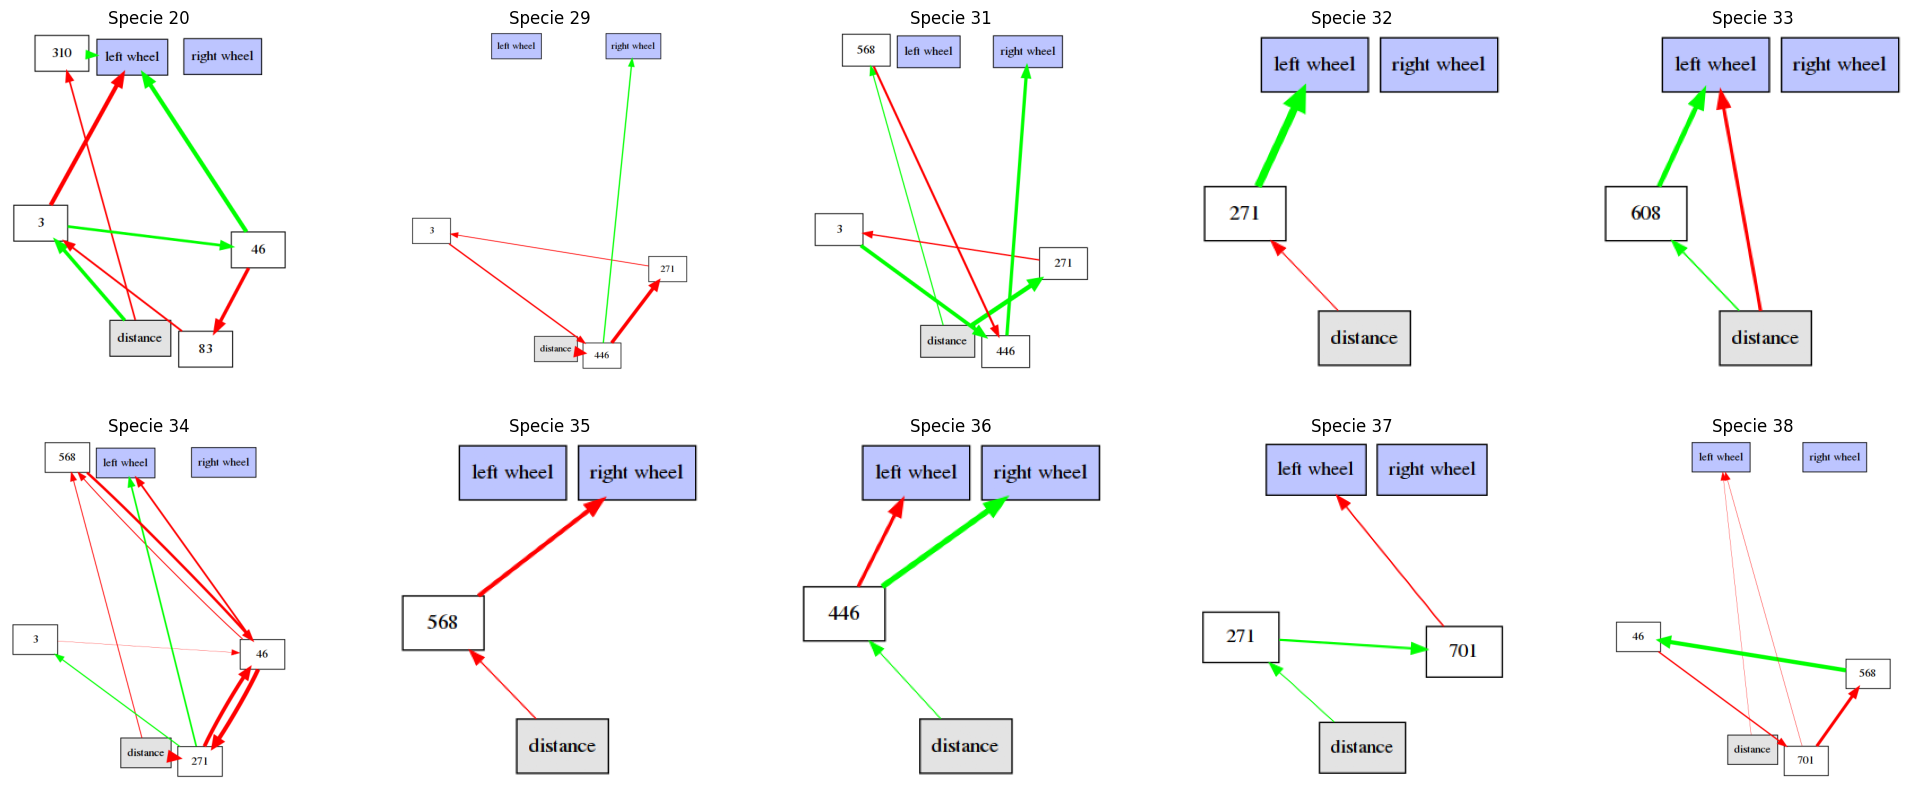 Specie 20
310
left wheel
right wheel
3
46
distance
83
Specie 29
left wheel
right wheel
3
271
distance
446
Specie 31
568
left wheel
right wheel
3
271
distance
446
Specie 32
left wheel
right wheel
271
distance
Specie 33
left wheel
right wheel
608
distance
Specie 34
568
left wheel
right wheel
3
46
distance
271
Specie 35
left wheel
right wheel
568
distance
Specie 36
left wheel
right wheel
446
distance
Specie 37
left wheel
right wheel
271
701
distance
Specie 38
left wheel
right wheel
46
568
distance
701